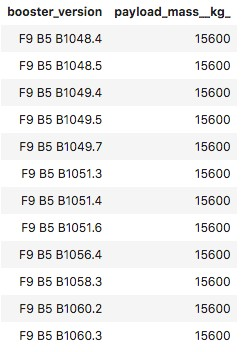 booster_version payload_mass__kg_
F9 B5 B1048.4 15600
F9 B5 B1048.5 15600
F9 B5 B1049.4 15600
F9 B5 B1049.5 15600
F9 B5 B1049.7 15600
F9 B5 B1051.3 15600
F9 B5 B1051.4 15600
F9 B5 B1051.6 15600
F9 B5 B1056.4 15600
F9 B5 B1058.3 15600
F9 B5 B1060.2 15600
F9 B5 B1060.3 15600